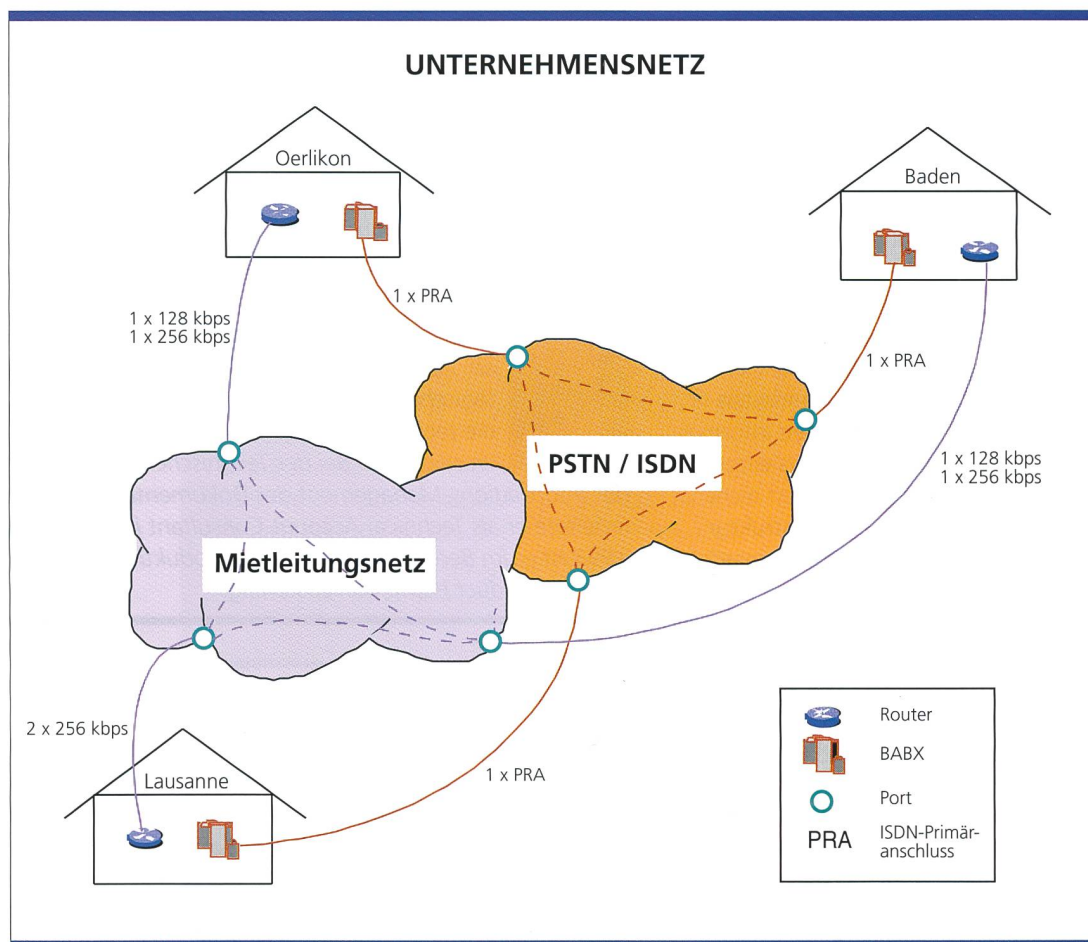 UNTERNEHMENSNETZ
Oerlikon
Baden
1 x PRA
1 x 128 kbps
1 x 256 kbps
1 x PRA
PSTN / ISDN
1 x 128 kbps
1 x 256 kbps
Mietleitungsnetz
2 x 256 kbps
Lausanne
1 x PRA
Router
BABX
Port
PRA
ISDN-Primär-
anschluss